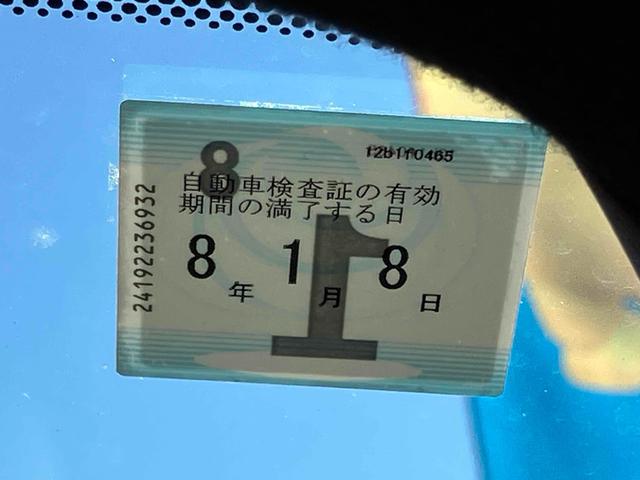 12b1f0465
自動車検査証の有効
期間の満了する日
8年1月8日
24192236932
8
1